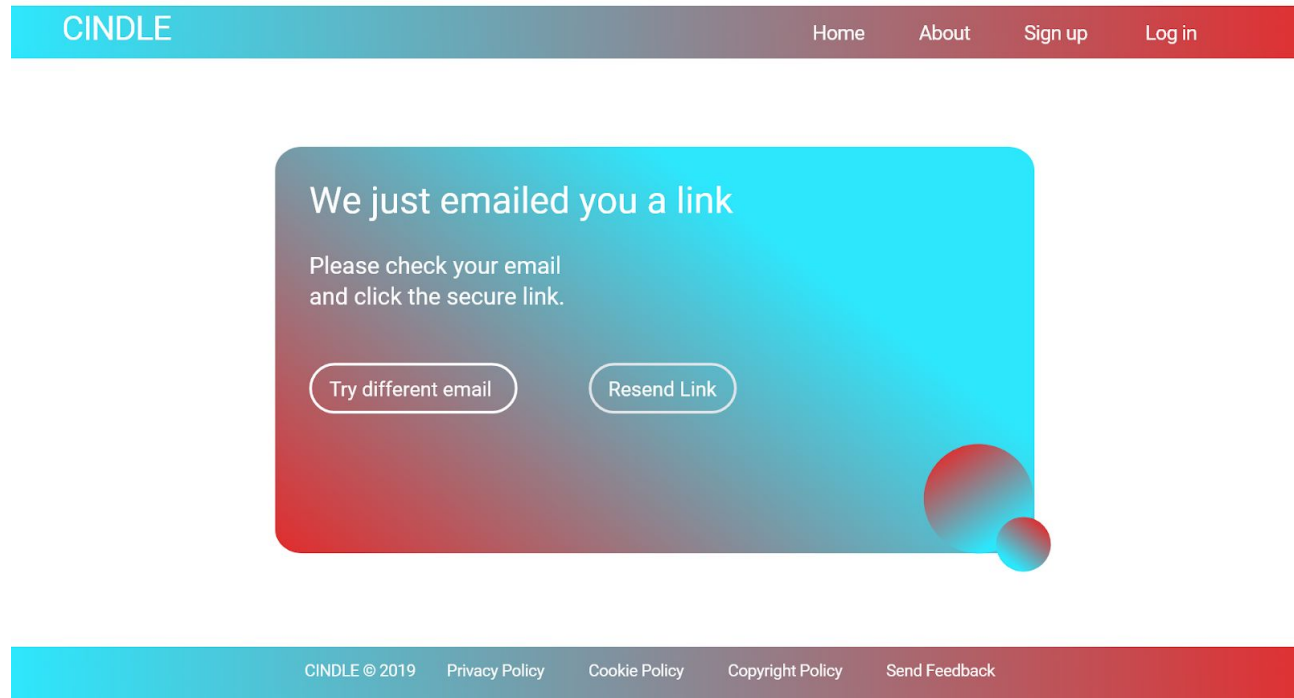 CINDLE
Home About Sign up Log in
We just emailed you a link
Please check your email
and click the secure link.
Try different email Resend Link
CINDLE © 2019 Privacy Policy Cookie Policy Copyright Policy Send Feedback